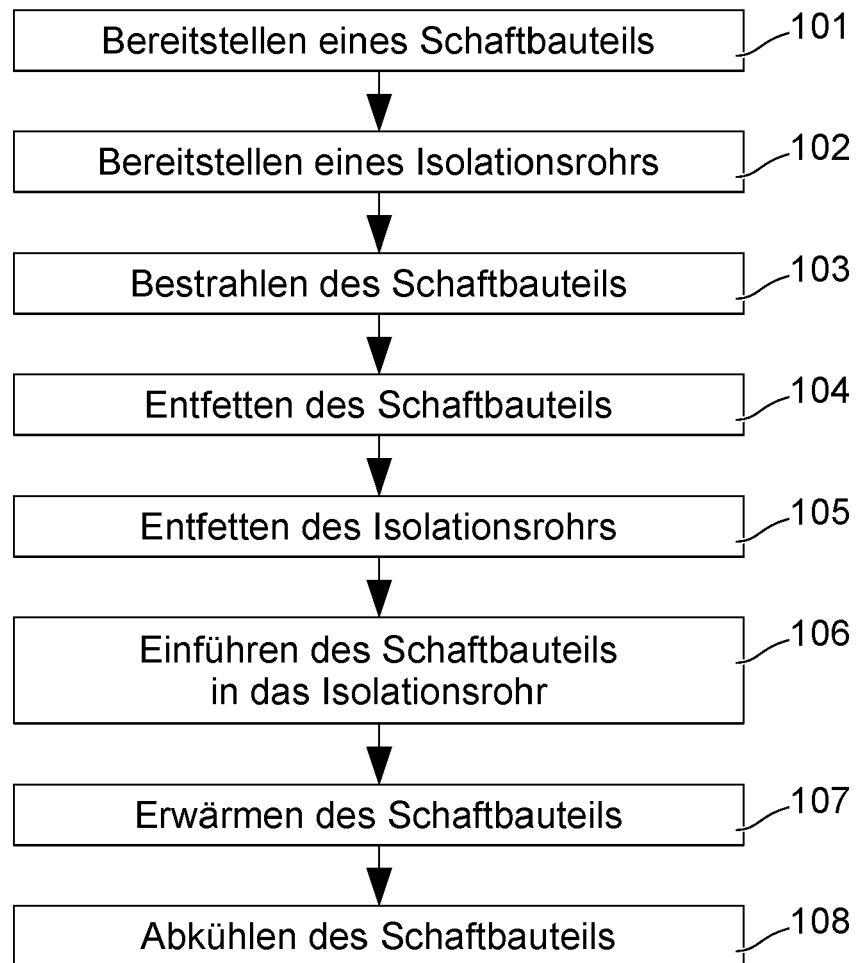 Bereitstellen eines Schaftbauteils 101
Bereitstellen eines Isolationsrohrs 102
Bestrahlen des Schaftbauteils 103
Entfetten des Schaftbauteils 104
Entfetten des Isolationsrohrs 105
Einführen des Schaftbauteils 106
in das Isolationsrohr
Erwärmen des Schaftbauteils 107
Abkühlen des Schaftbauteils 108